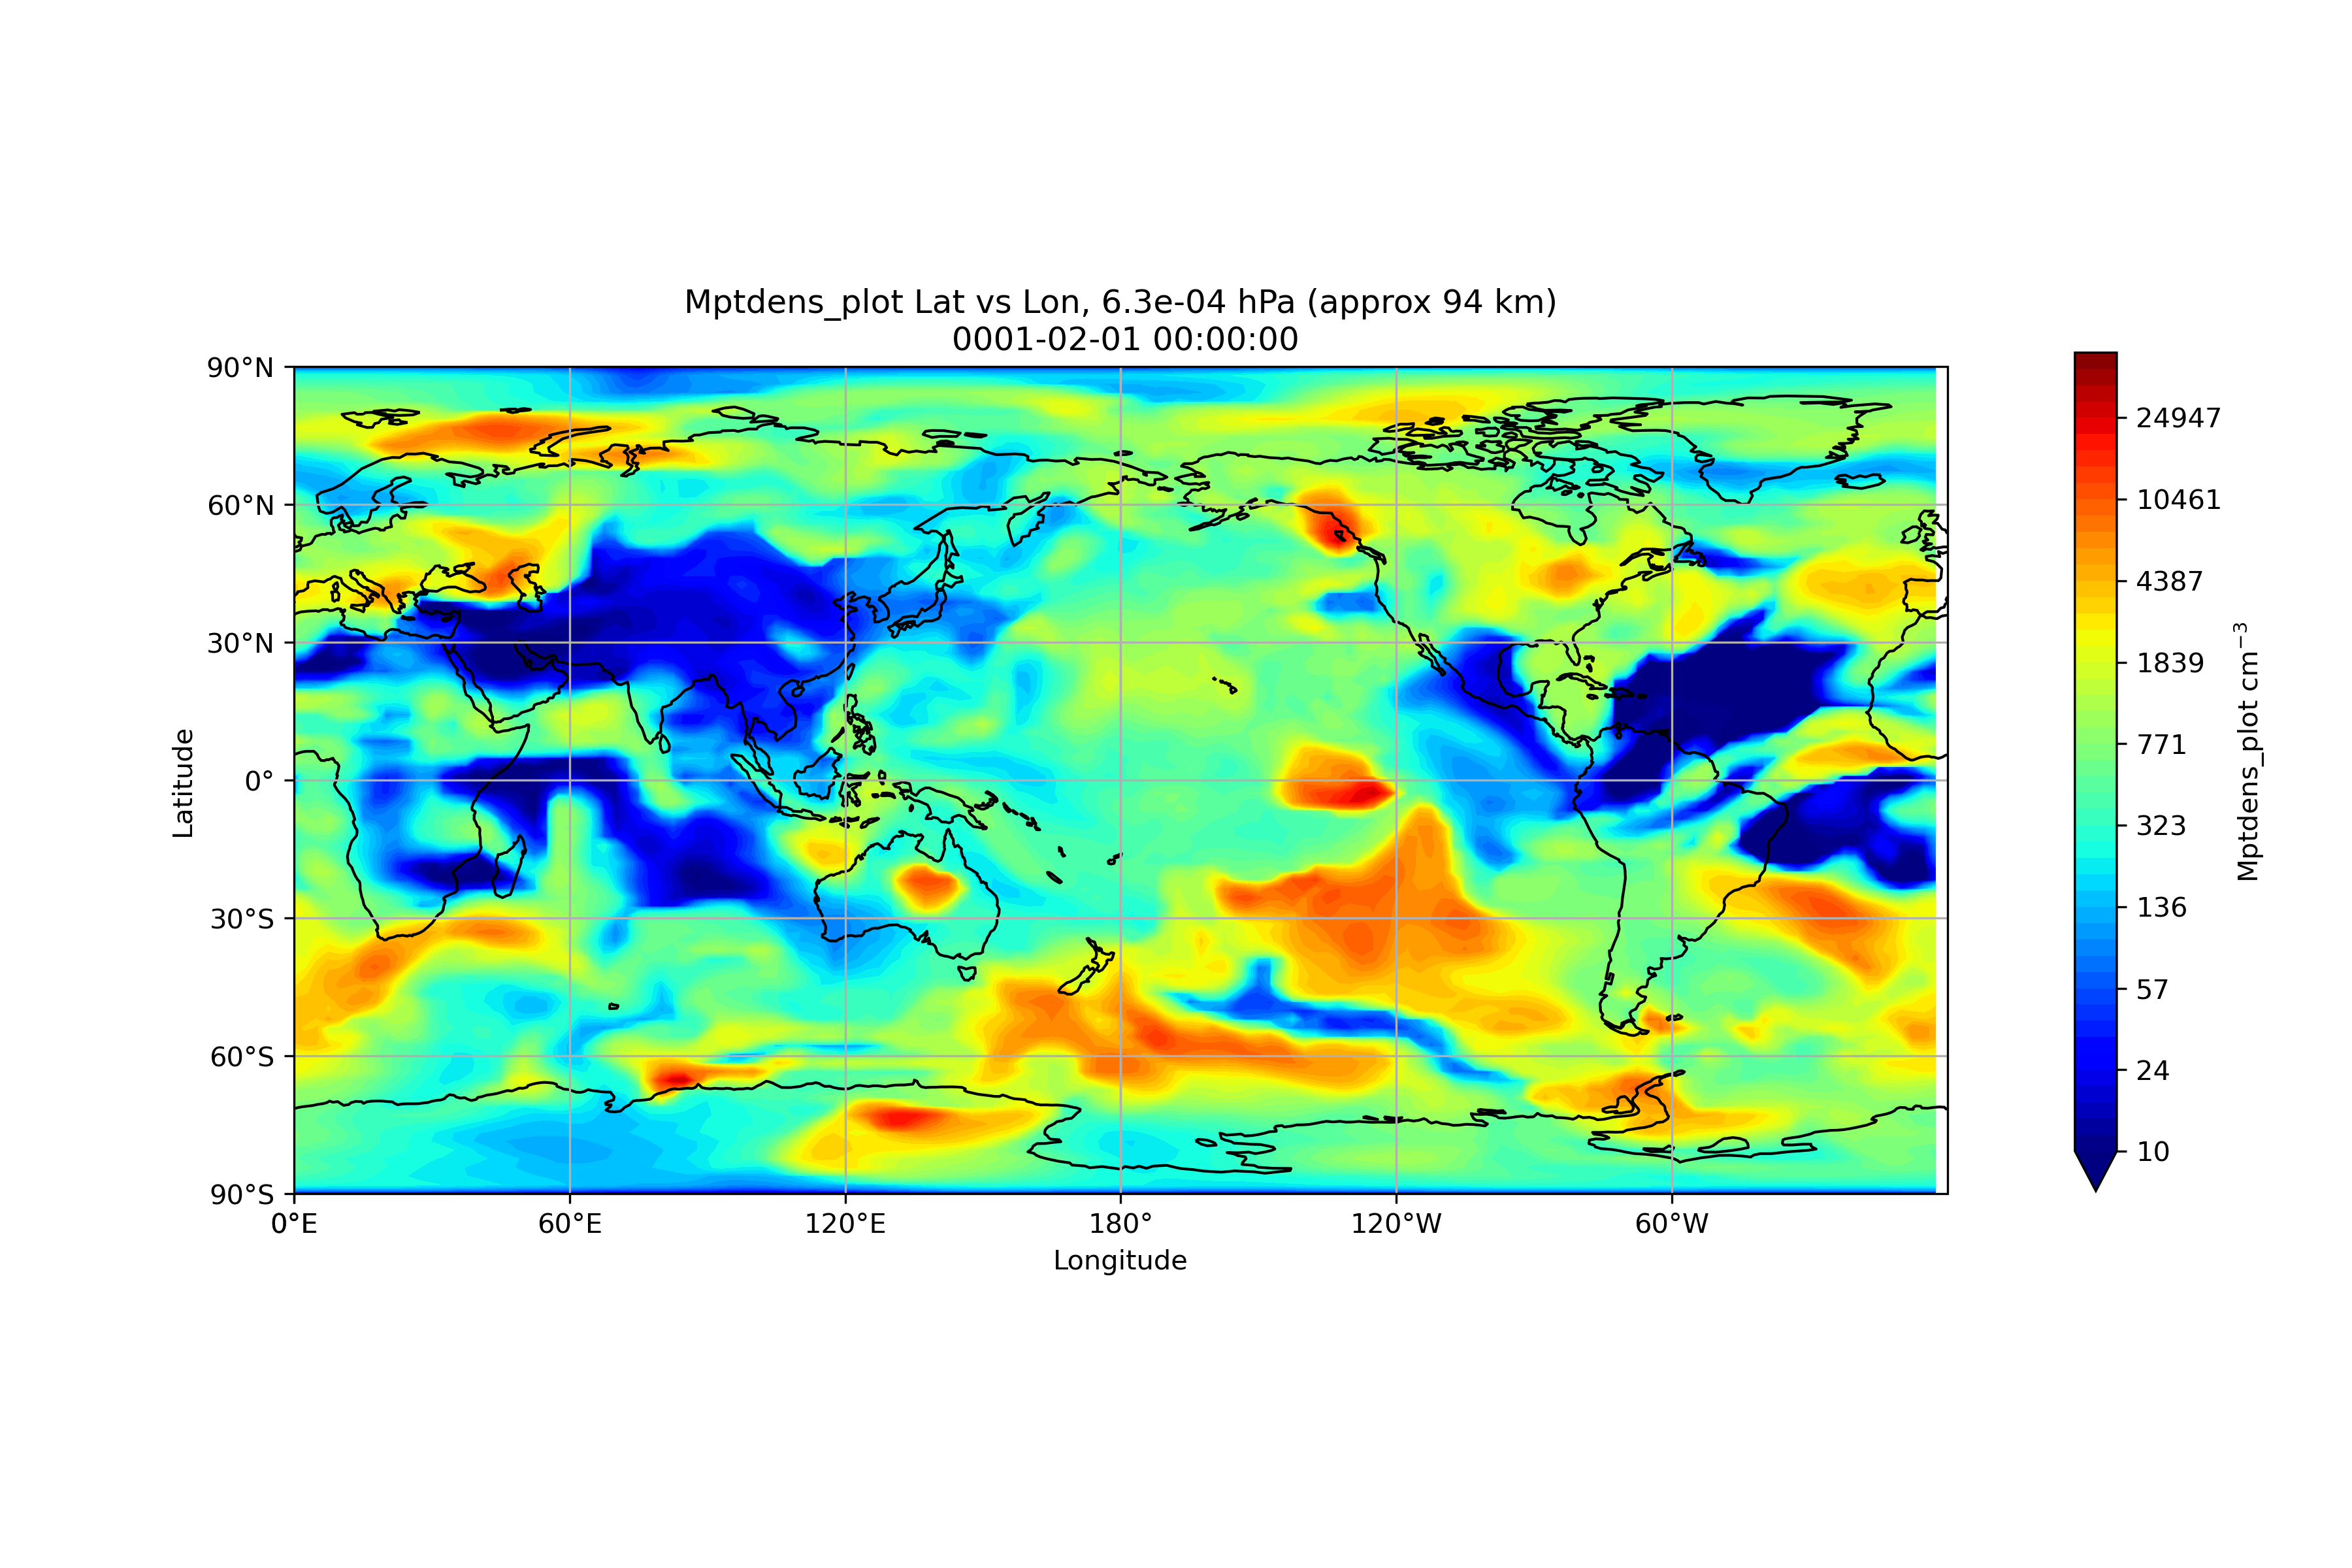 Mptdens_plot Lat vs Lon, 6.3e-04 hPa (approx 94 km)
0001-02-01 00:00:00
90°N
60°N
30°N
0°
30°S
60°S
90°S
Latitude
0°E
60°E
120°E
180°
120°W
60°W
Longitude
24947
10461
4387
1839
771
323
136
57
24
10
Mptdens_plot cm⁻³